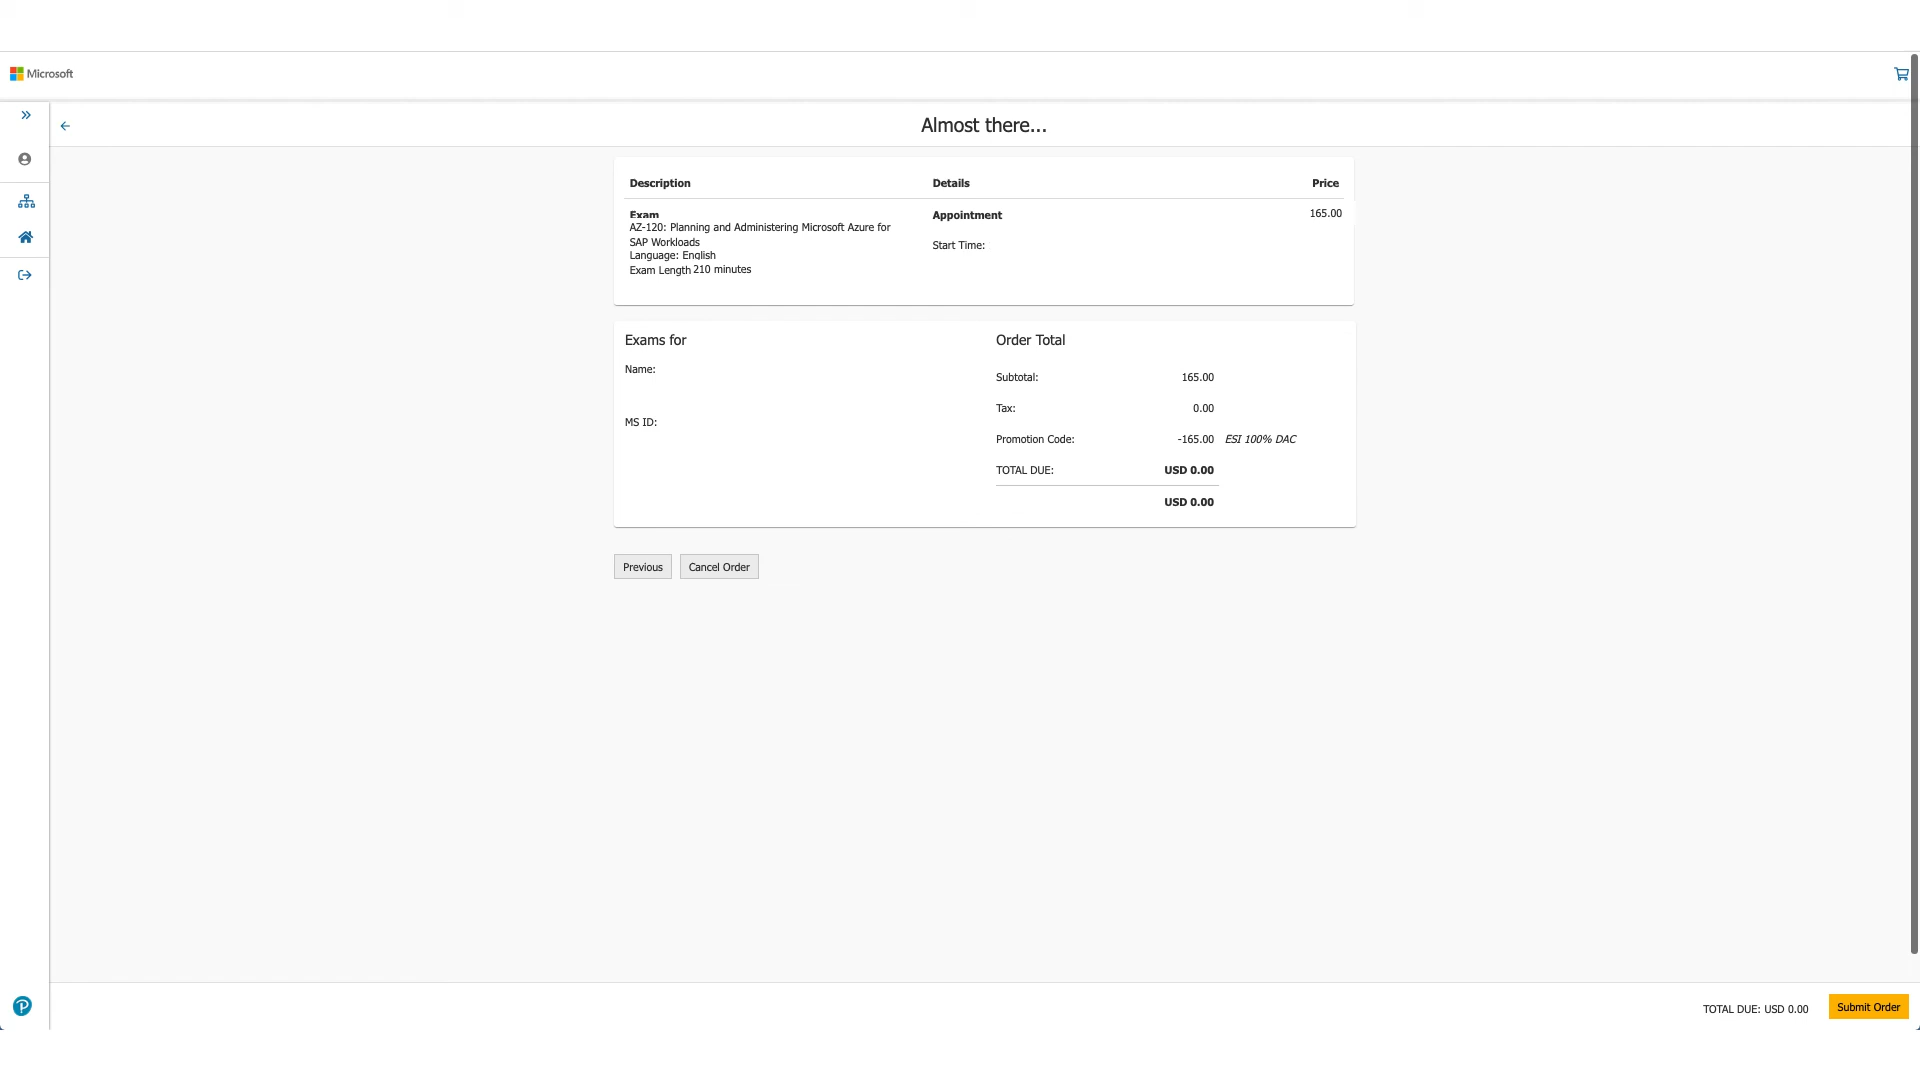 Microsoft
Almost there...
Description Details Price
Exam Appointment 165.00
AZ-120: Planning and Administering Microsoft Azure for
SAP Workloads
Start Time:
Language: English
Exam Length 210 minutes
Exams for
Name:
MS ID:
Order Total
Subtotal: 165.00
Tax: 0.00
Promotion Code: -165.00 ESI 100% DAC
TOTAL DUE: USD 0.00
USD 0.00
Previous Cancel Order
TOTAL DUE: USD 0.00 Submit Order